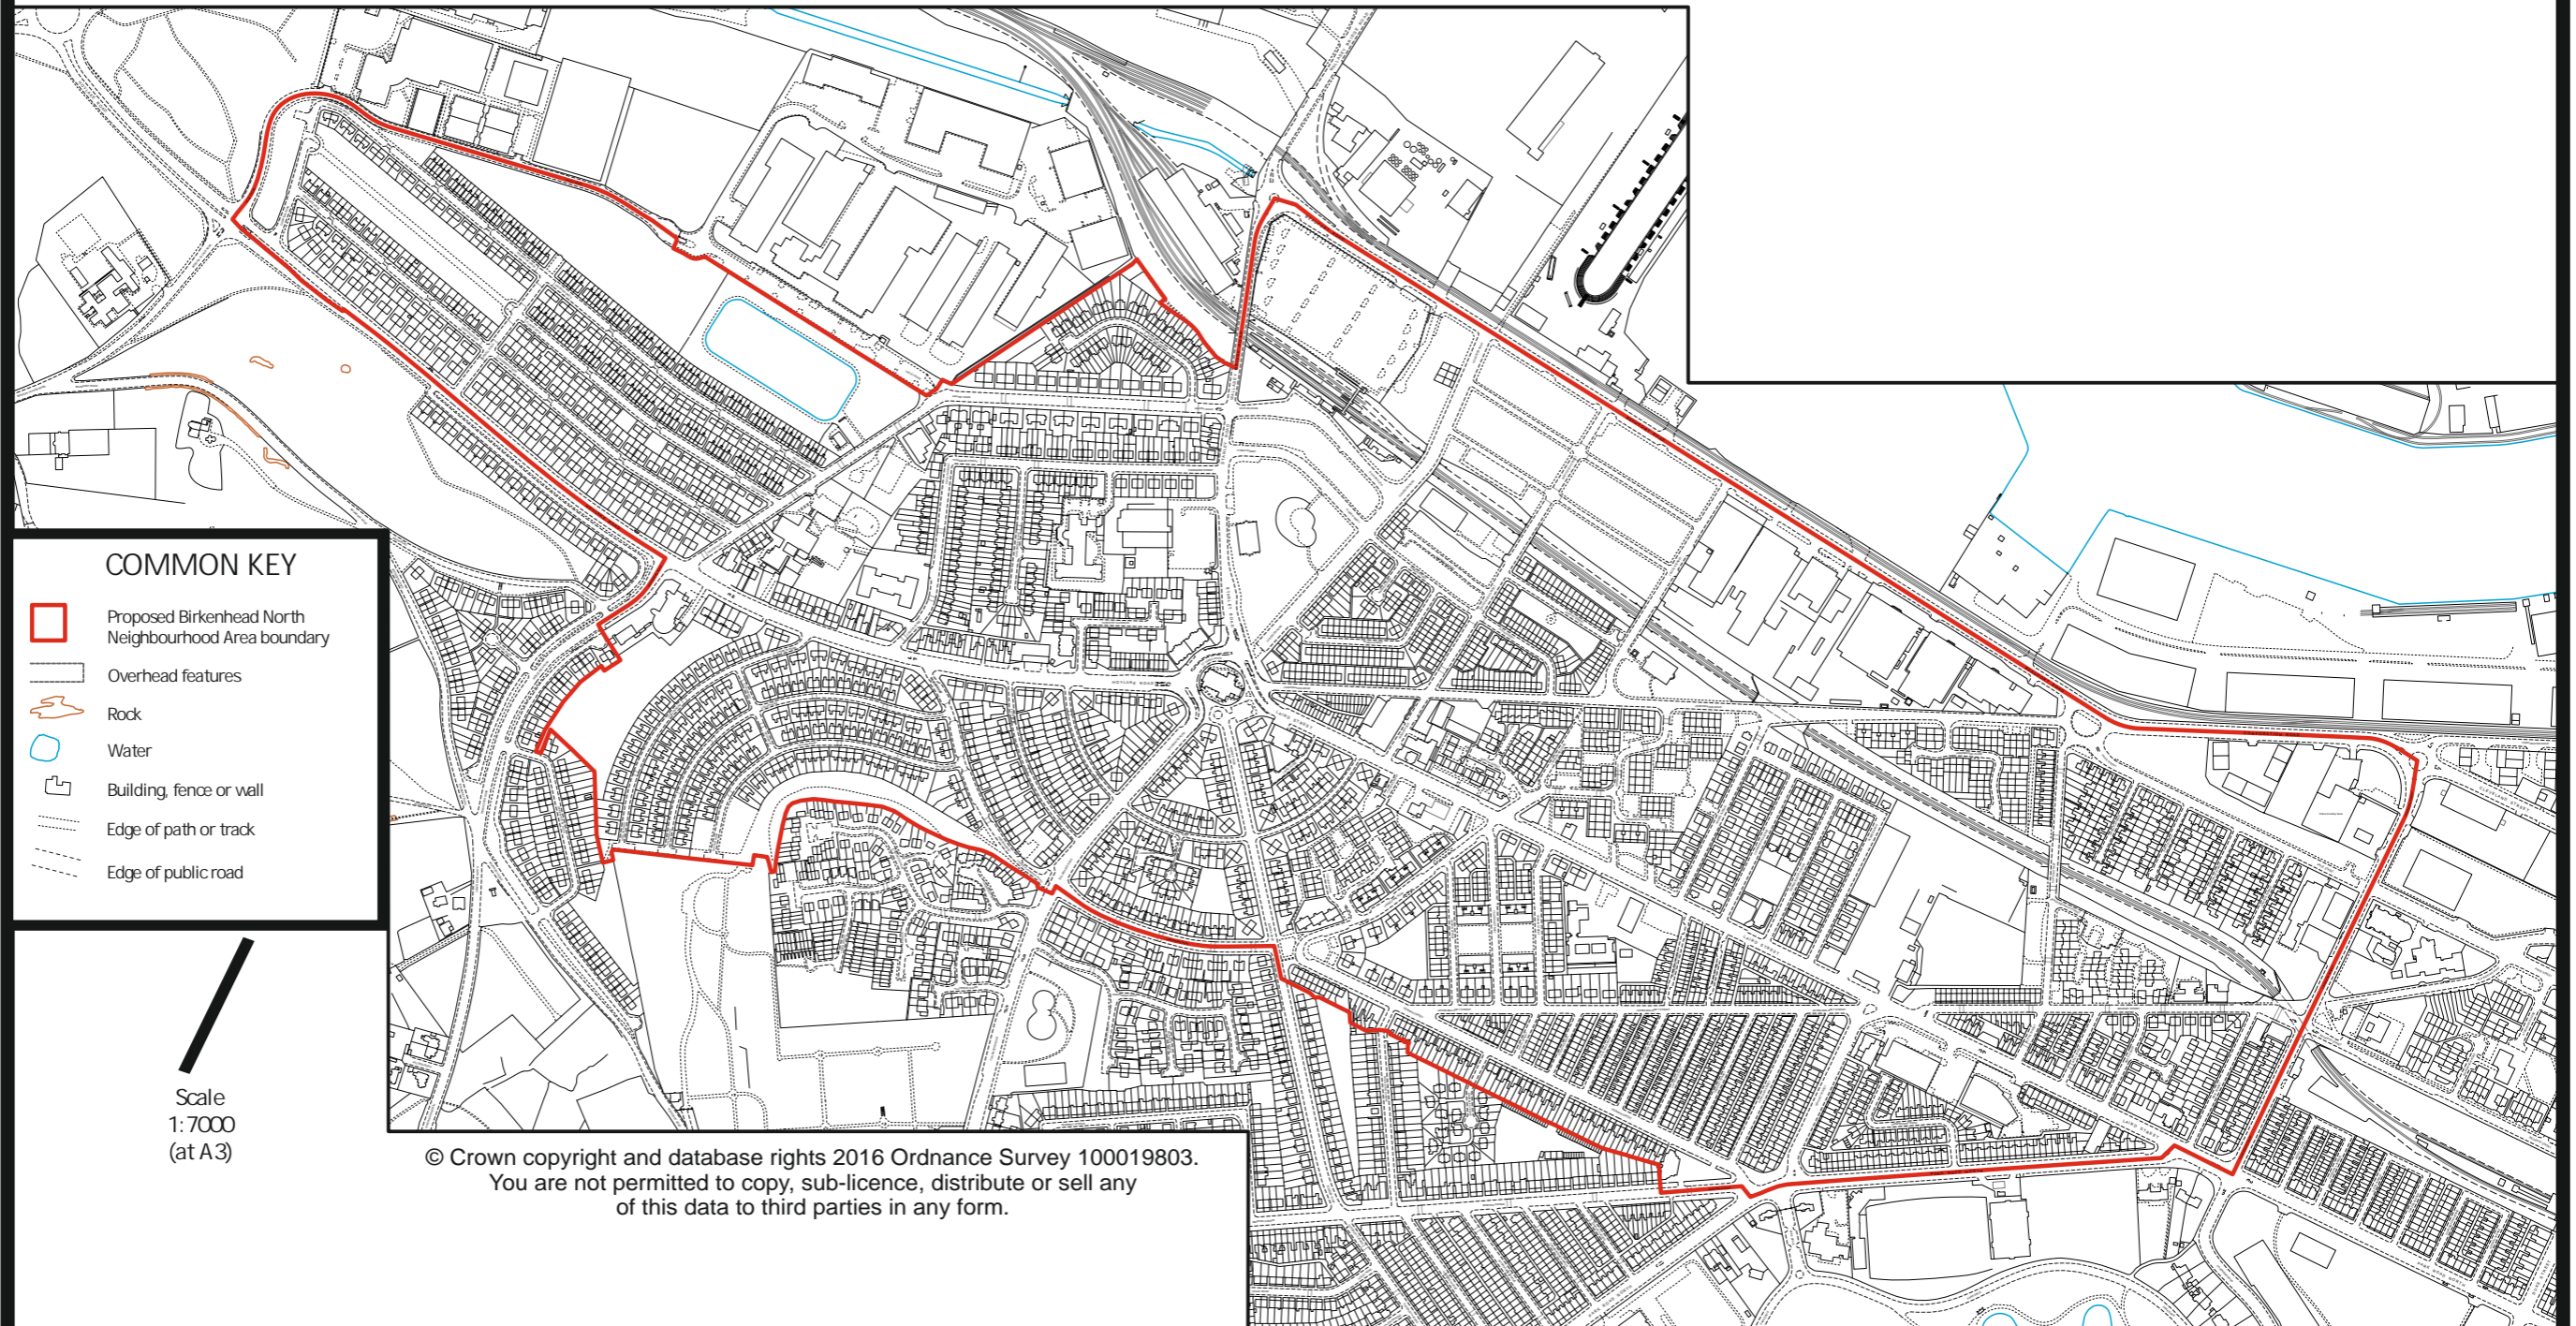 COMMON KEY
Proposed Birkenhead North
Neighbourhood Area boundary
Overhead features
Rock
Water
Building, fence or wall
Edge of path or track
Edge of public road
Scale
1:7000
(at A3)
© Crown copyright and database rights 2016 Ordnance Survey 100019803.
You are not permitted to copy, sub-licence, distribute or sell any
of this data to third parties in any form.